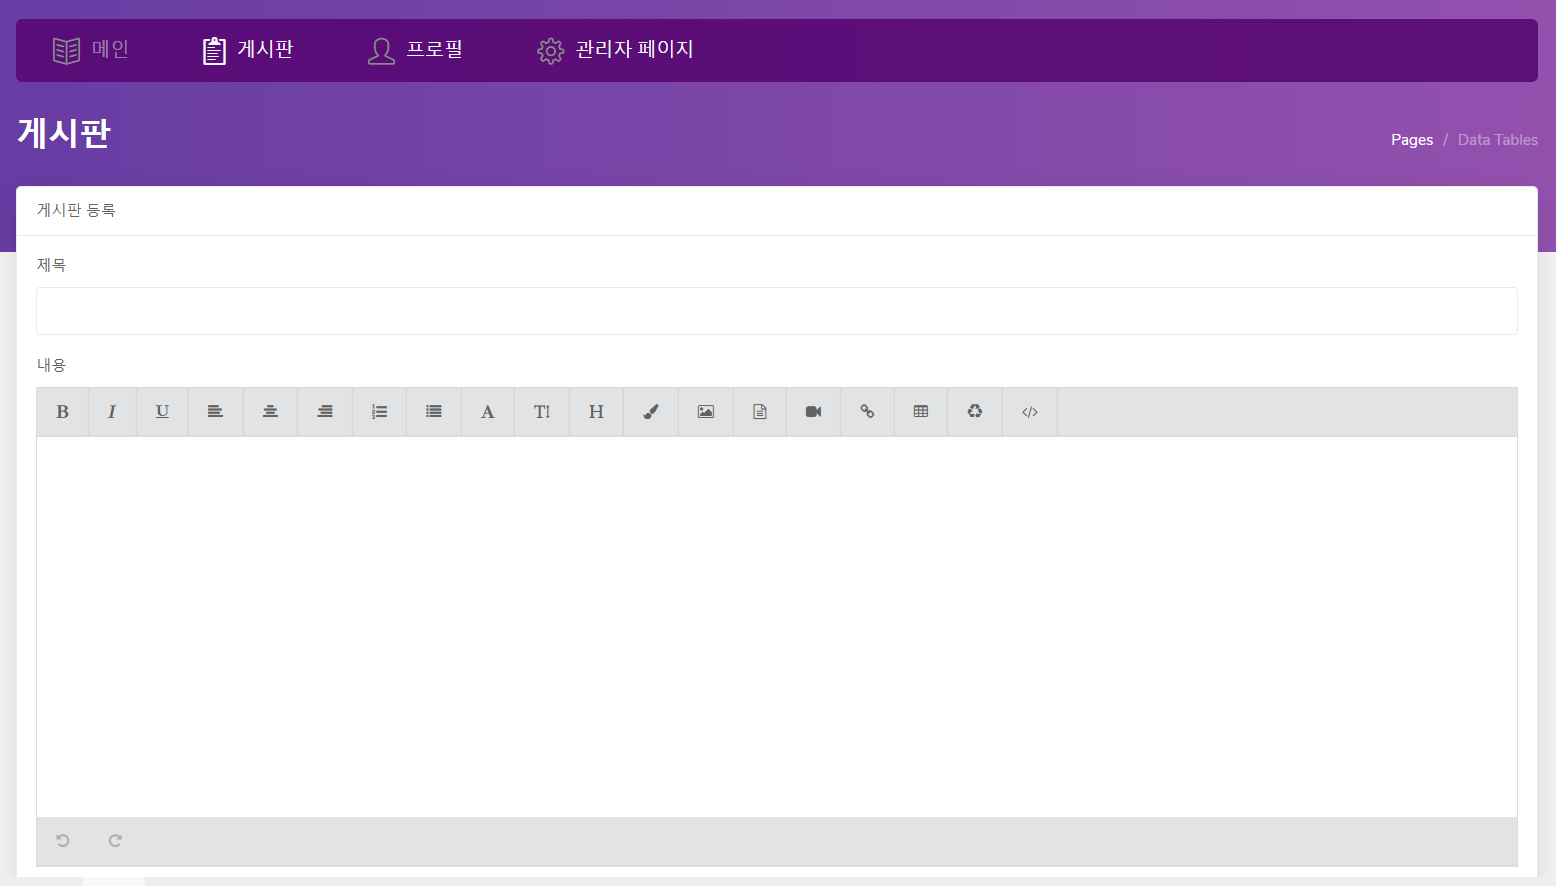 메인 게시판 프로필 관리자 페이지
게시판
Pages / Data Tables
게시판 등록
제목
내용
B I U A T H </>